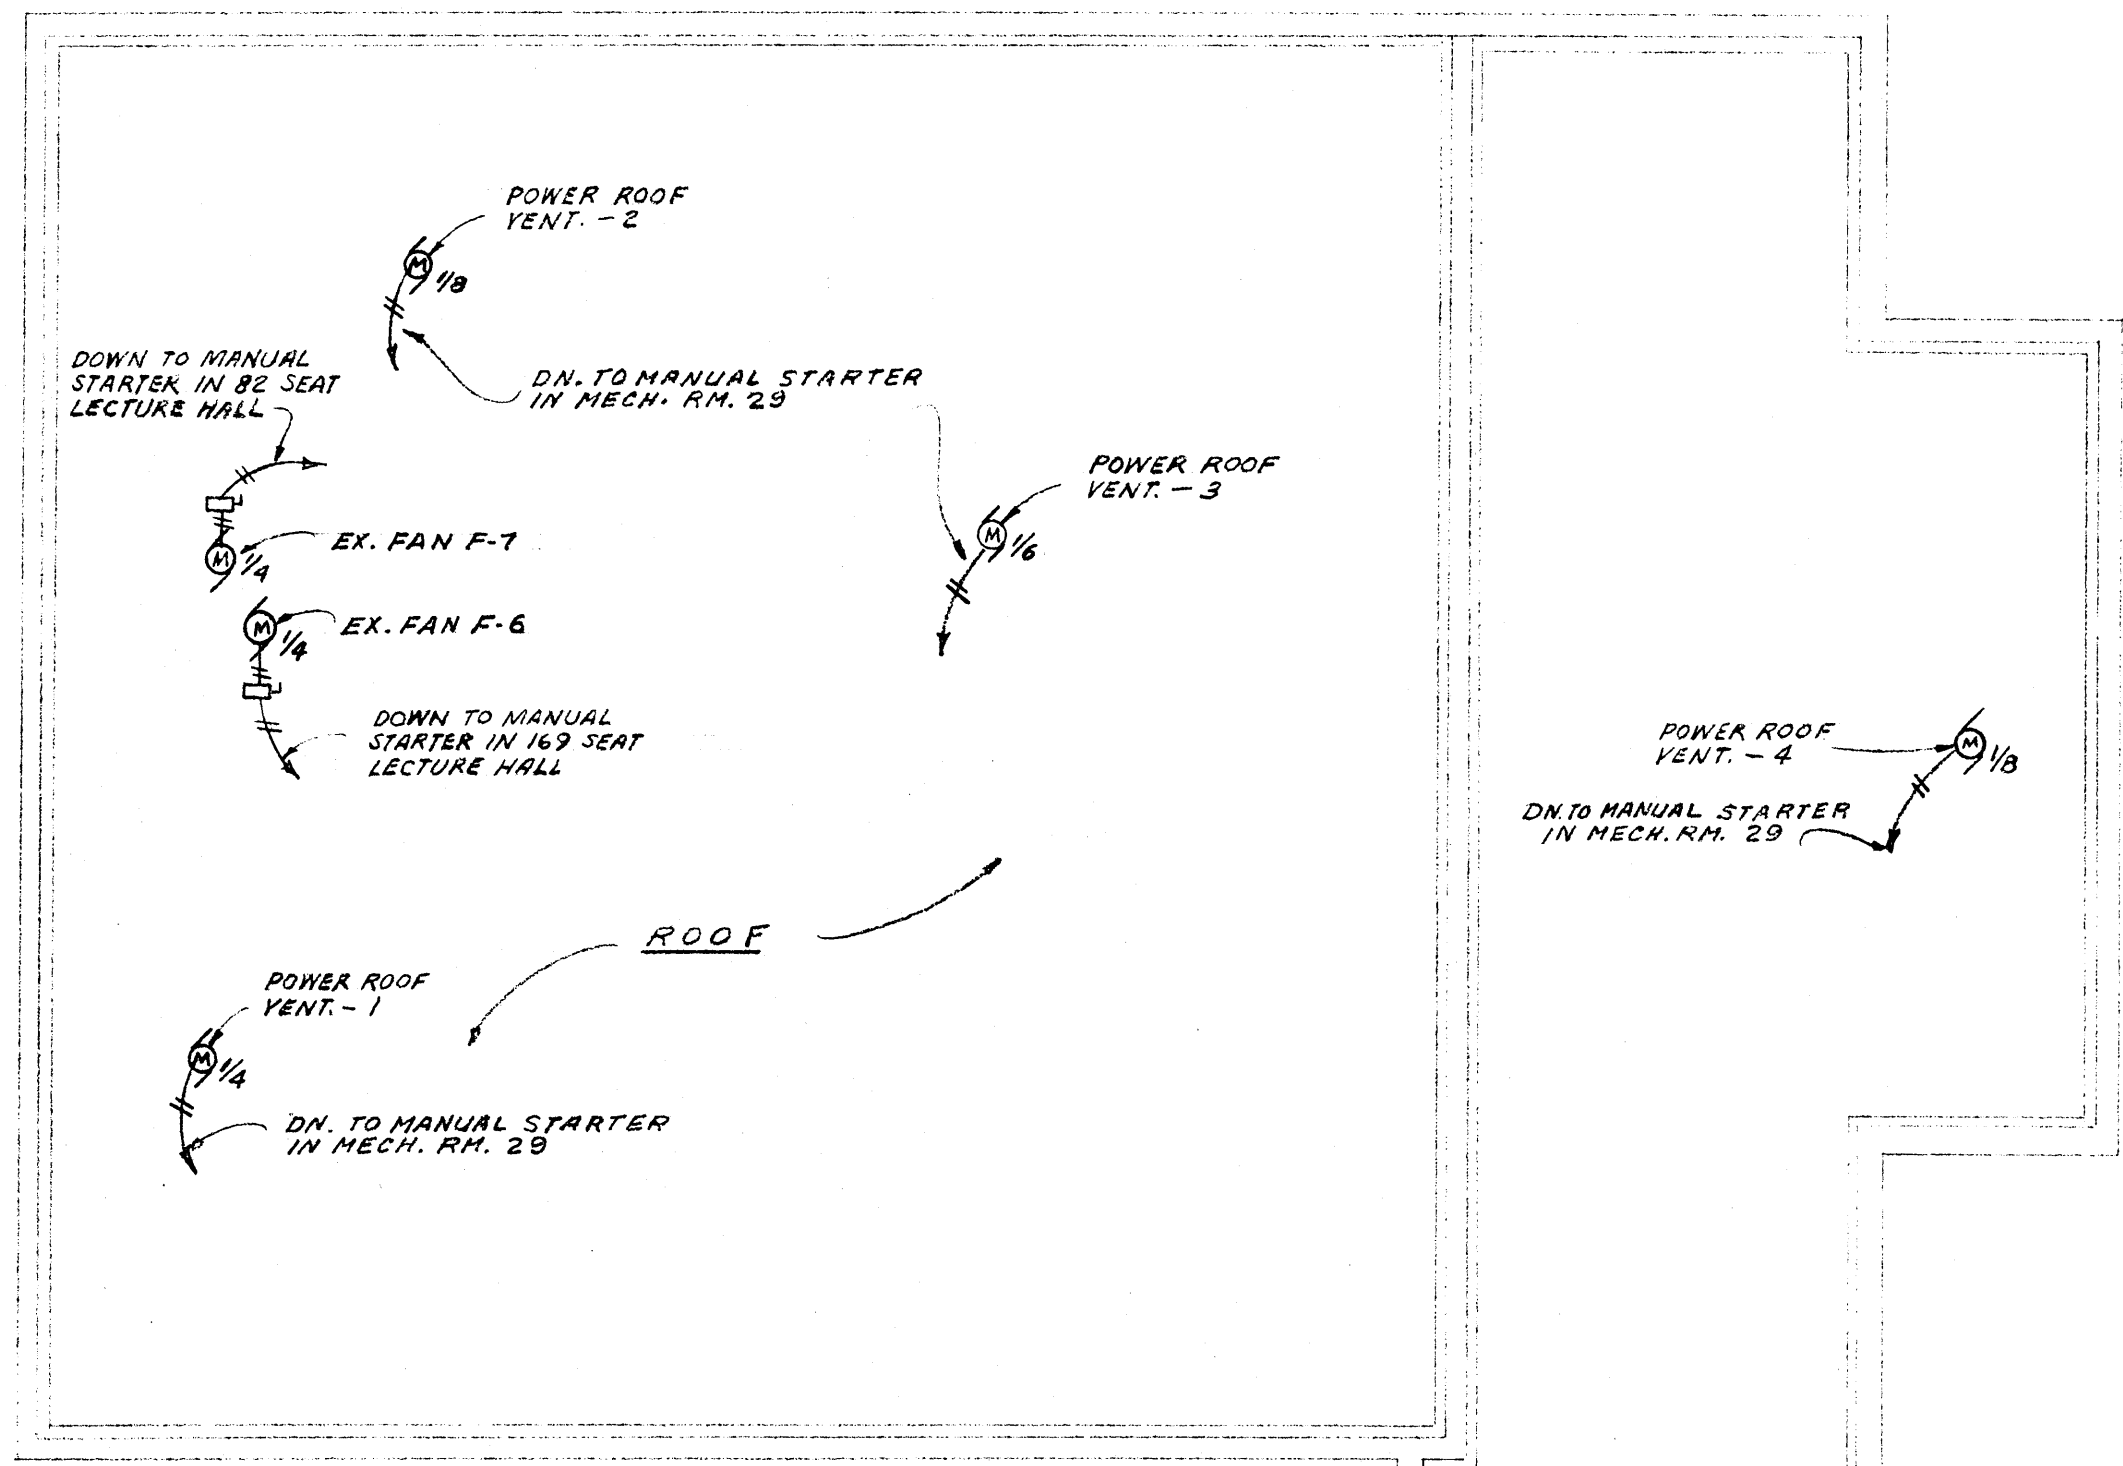 POWER ROOF
VENT. - 2
M
1/8
DOWN TO MANUAL
STARTER IN 82 SEAT
LECTURE HALL
DN. TO MANUAL STARTER
IN MECH. RM. 29
POWER ROOF
VENT. - 3
M
1/6
EX. FAN F-7
M
1/4
EX. FAN F-6
M
1/4
DOWN TO MANUAL
STARTER IN 169 SEAT
LECTURE HALL
POWER ROOF
VENT. - 4
M
1/8
DN. TO MANUAL STARTER
IN MECH. RM. 29
ROOF
POWER ROOF
VENT. - 1
M
1/4
DN. TO MANUAL STARTER
IN MECH. RM. 29